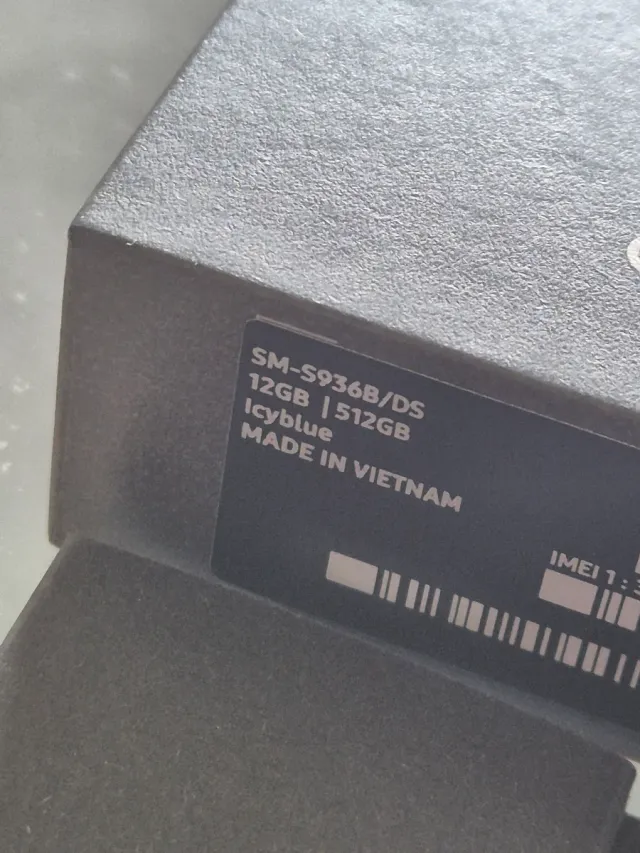 SM-S936B/DS
12GB | 512GB
Icyblue
MADE IN VIETNAM
IMEI 1 :